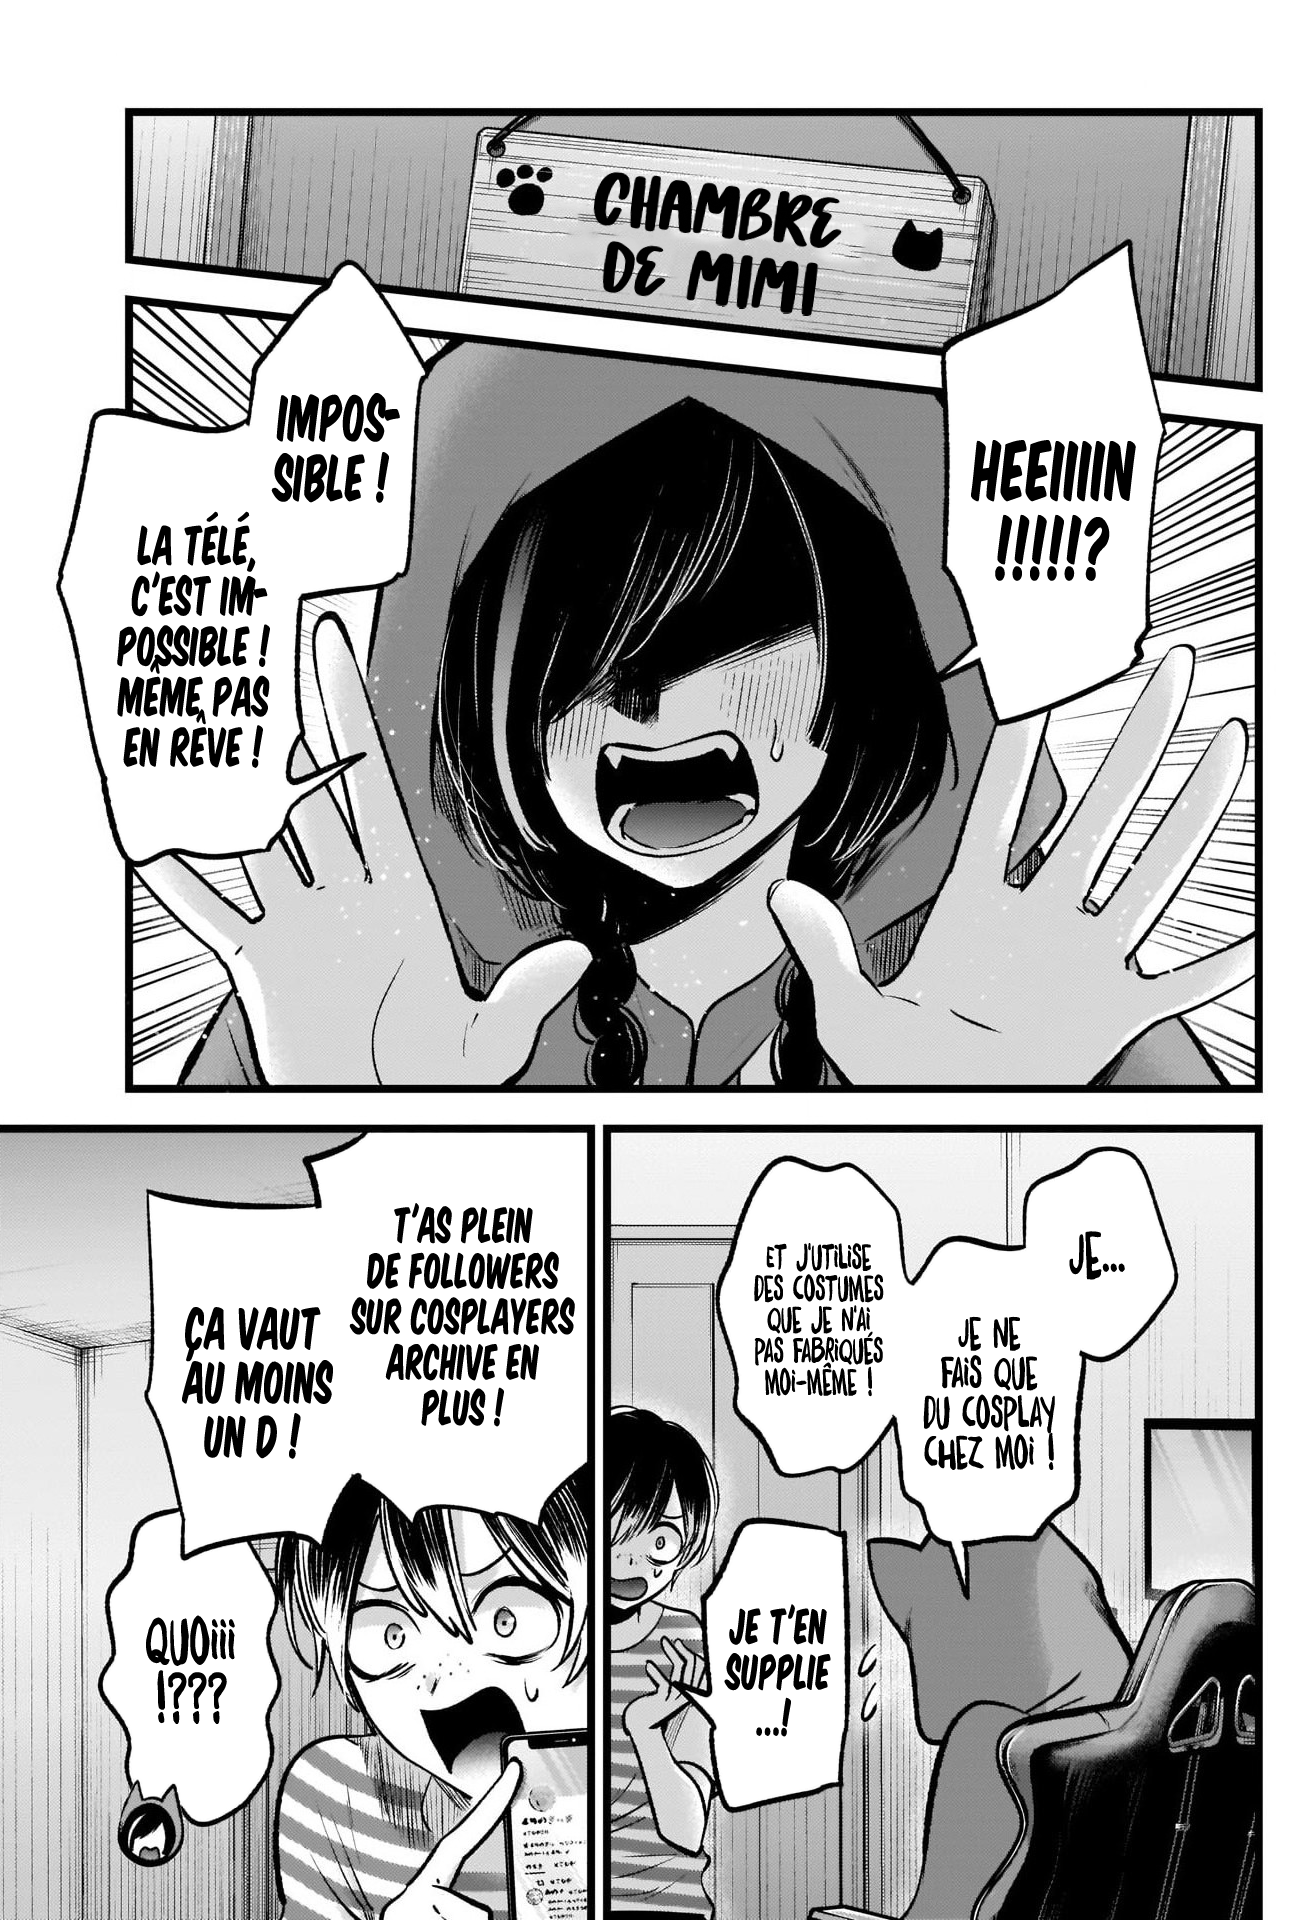 CHAMBRE
DE MIMI
HEEIIIIN
!!!!!?
IMPOS-
SIBLE !
LA TÉLÉ,
C'EST IM-
POSSIBLE !
MÊME PAS
EN RÊVE !
JE...
JE NE
FAIS QUE
DU COSPLAY
CHEZ MOI !
ET J'UTILISE
DES COSTUMES
QUE JE N'AI
PAS FABRIQUÉS
MOI-MÊME !
JE T'EN
SUPPLIE
...!
T'AS PLEIN
DE FOLLOWERS
SUR COSPLAYERS
ARCHIVE EN
PLUS !
ÇA VAUT
AU MOINS
UN D !
QUOiii
!???